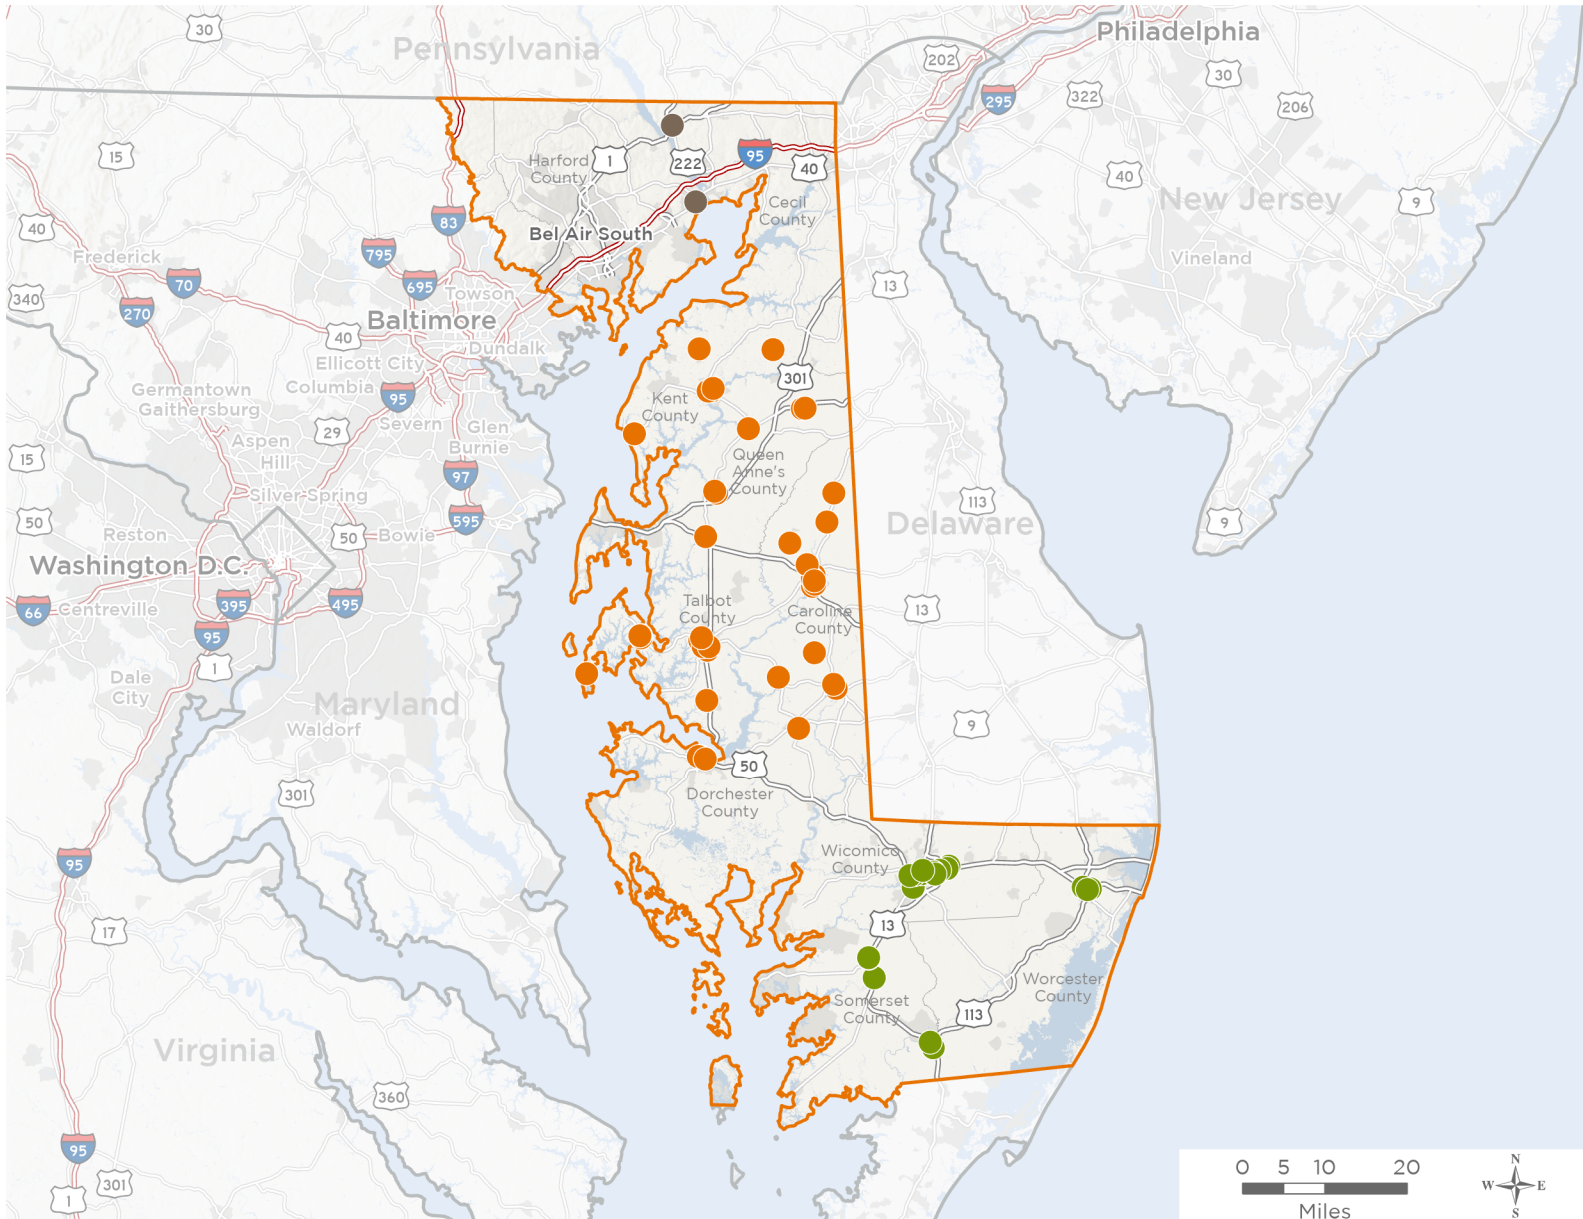 30
Pennsylvania
Philadelphia
202
30
322
295
206
15
Harford
County
1
222
95
40
40
New Jersey
9
83
40
Cecil
County
Bel Air South
795
Frederick
Vineland
70
695
13
340
Towson
270
Baltimore
40
Dundalk
Ellicott City
301
Germantown
Columbia
95
Gaithersburg
Kent
County
Severn
Glen
Burnie
29
Aspen
Hill
15
Queen
Anne's
County
97
Silver Spring
113
50
595
9
Delaware
Reston
50
Bowie
Washington D.C.
66
Centreville
395
495
Talbot
County
Caroline
County
13
95
1
Dale
City
Maryland
Waldorf
9
50
301
Dorchester
County
95
Wicomico
County
17
13
Worcester
County
Somerset
County
113
Virginia
360
95
301
1
0 5 10 20
Miles
N
W E
S